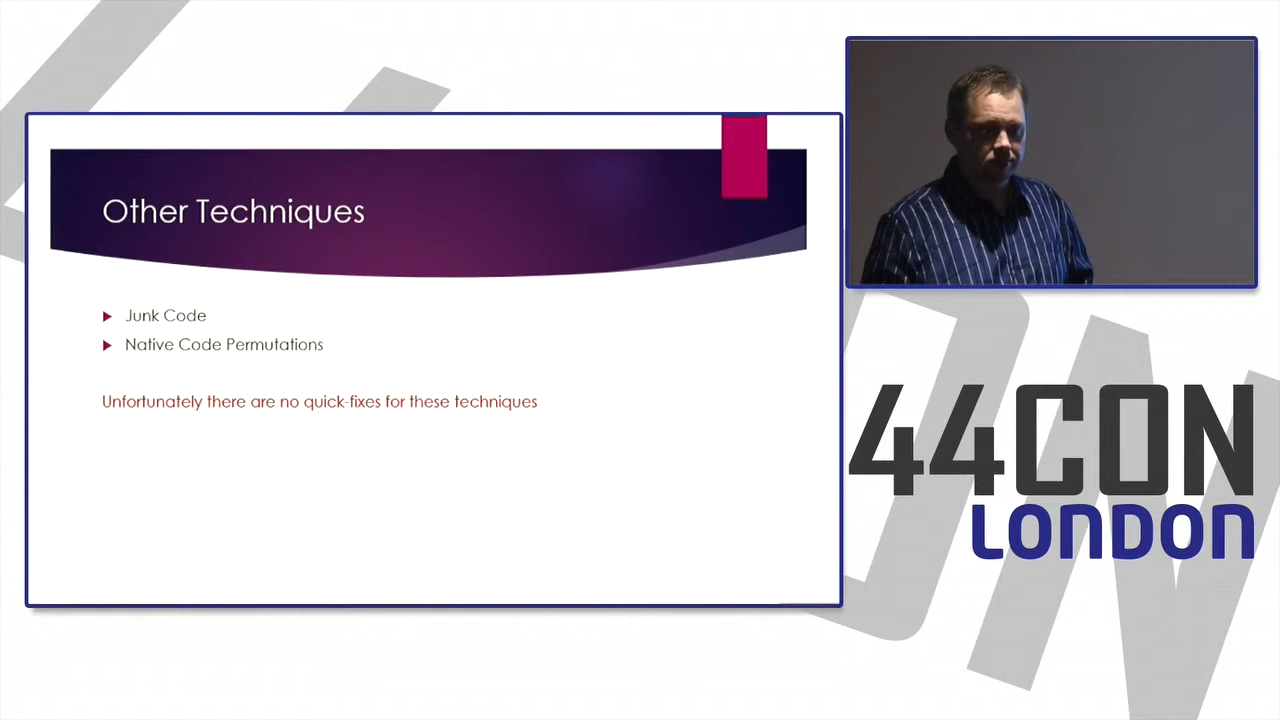 Other Techniques
Junk Code
Native Code Permutations
Unfortunately there are no quick-fixes for these techniques
44CON
LONDON